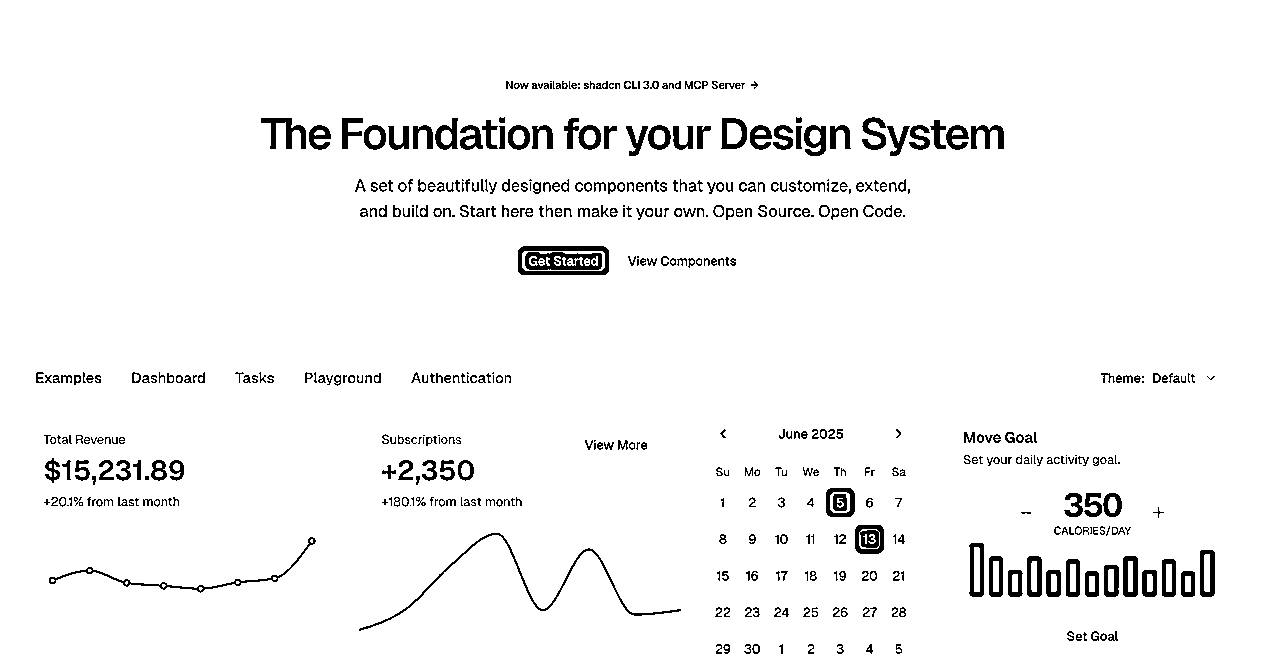 Now available: shadcn CLI 3.0 and MCP Server →
The Foundation for your Design System
A set of beautifully designed components that you can customize, extend,
and build on. Start here then make it your own. Open Source. Open Code.
Get Started View Components
Examples Dashboard Tasks Playground Authentication Theme: Default
Total Revenue
$15,231.89
+20.1% from last month
Subscriptions
+2,350
+180.1% from last month
View More
June 2025
Su Mo Tu We Th Fr Sa
1 2 3 4 5 6 7
8 9 10 11 12 13 14
15 16 17 18 19 20 21
22 23 24 25 26 27 28
29 30 1 2 3 4 5
Move Goal
Set your daily activity goal.
− 350 +
CALORIES/DAY
Set Goal